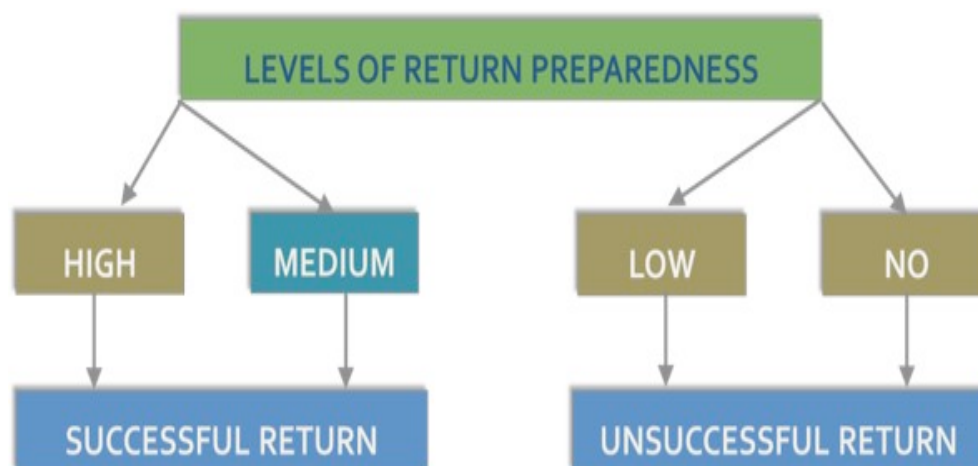 LEVELS OF RETURN PREPAREDNESS
HIGH
MEDIUM
LOW
NO
SUCCESSFUL RETURN
UNSUCCESSFUL RETURN